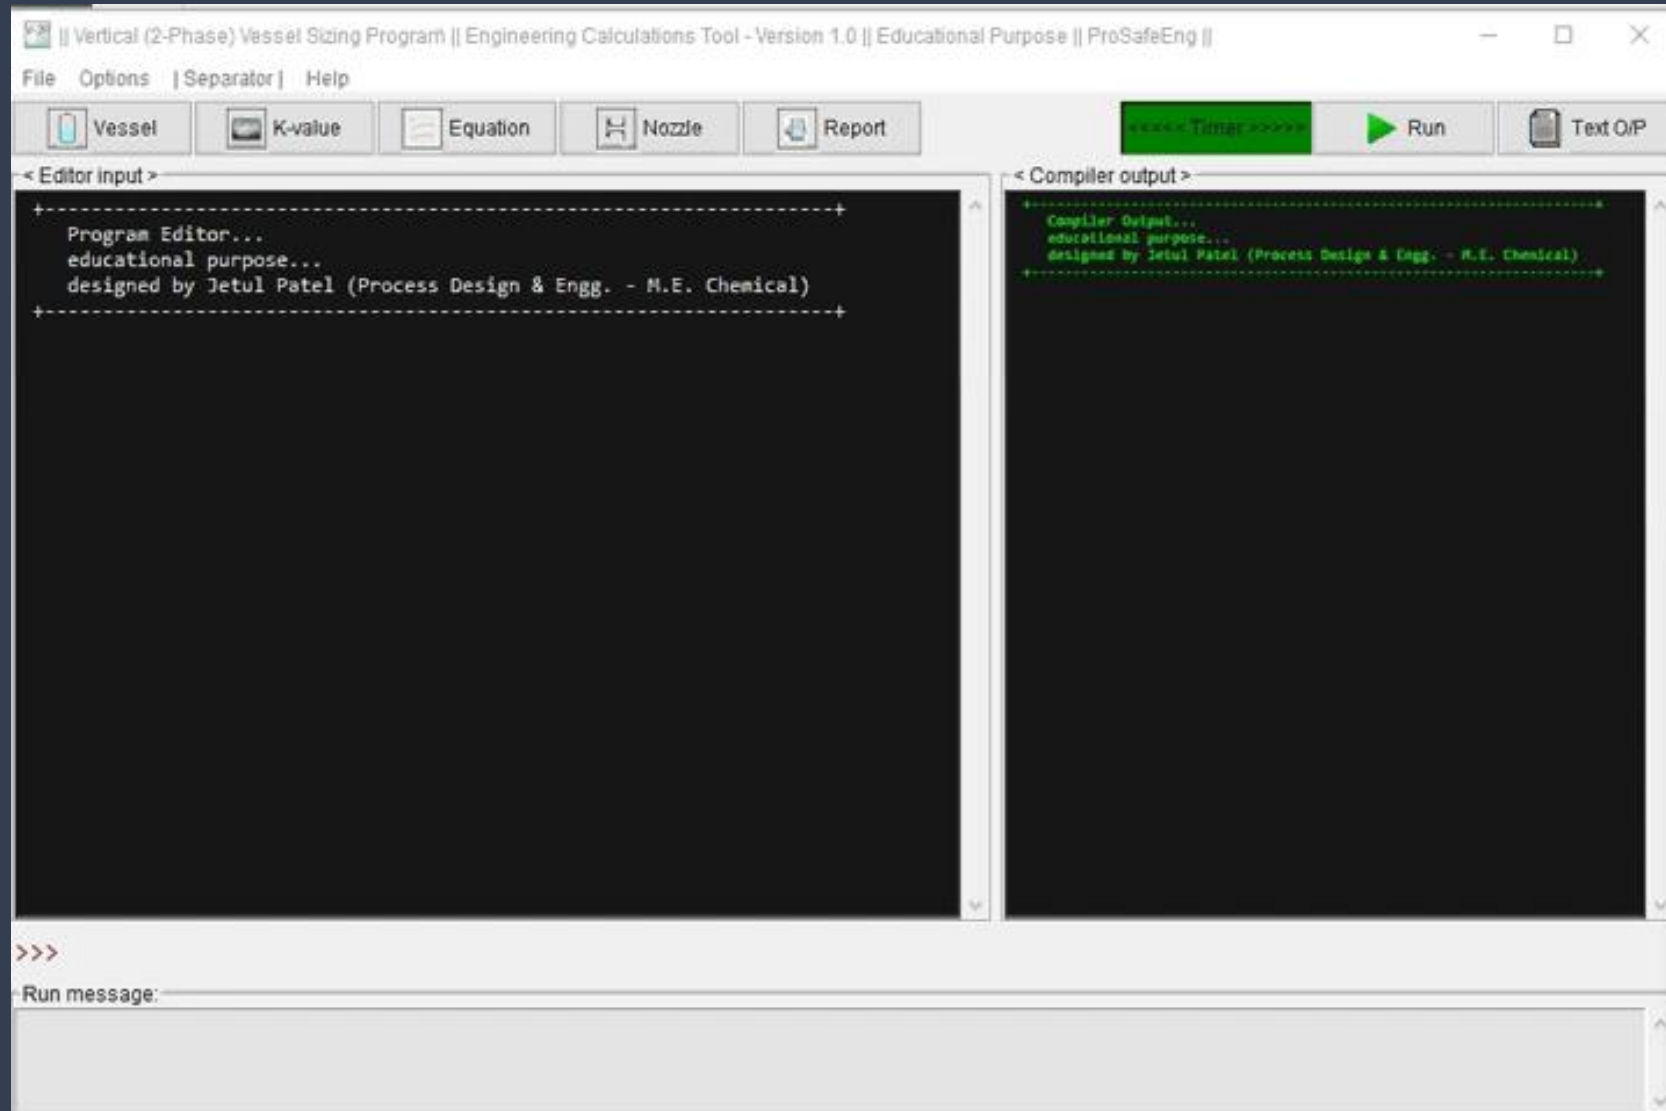 || Vertical (2-Phase) Vessel Sizing Program || Engineering Calculations Tool - Version 1.0 || Educational Purpose || ProSafeEng ||
File Options | Separator | Help
Vessel K-value Equation Nozzle Report <<<<< Timer >>>>> Run Text O/P
< Editor input >
+--------------------------------------------------------------------+
Program Editor...
educational purpose...
designed by Jetul Patel (Process Design & Engg. - M.E. Chemical)
+--------------------------------------------------------------------+
< Compiler output >
+--------------------------------------------------------------------+
Compiler Output...
educational purpose...
designed by Jetul Patel (Process Design & Engg. - M.E. Chemical)
+--------------------------------------------------------------------+
>>>
Run message: